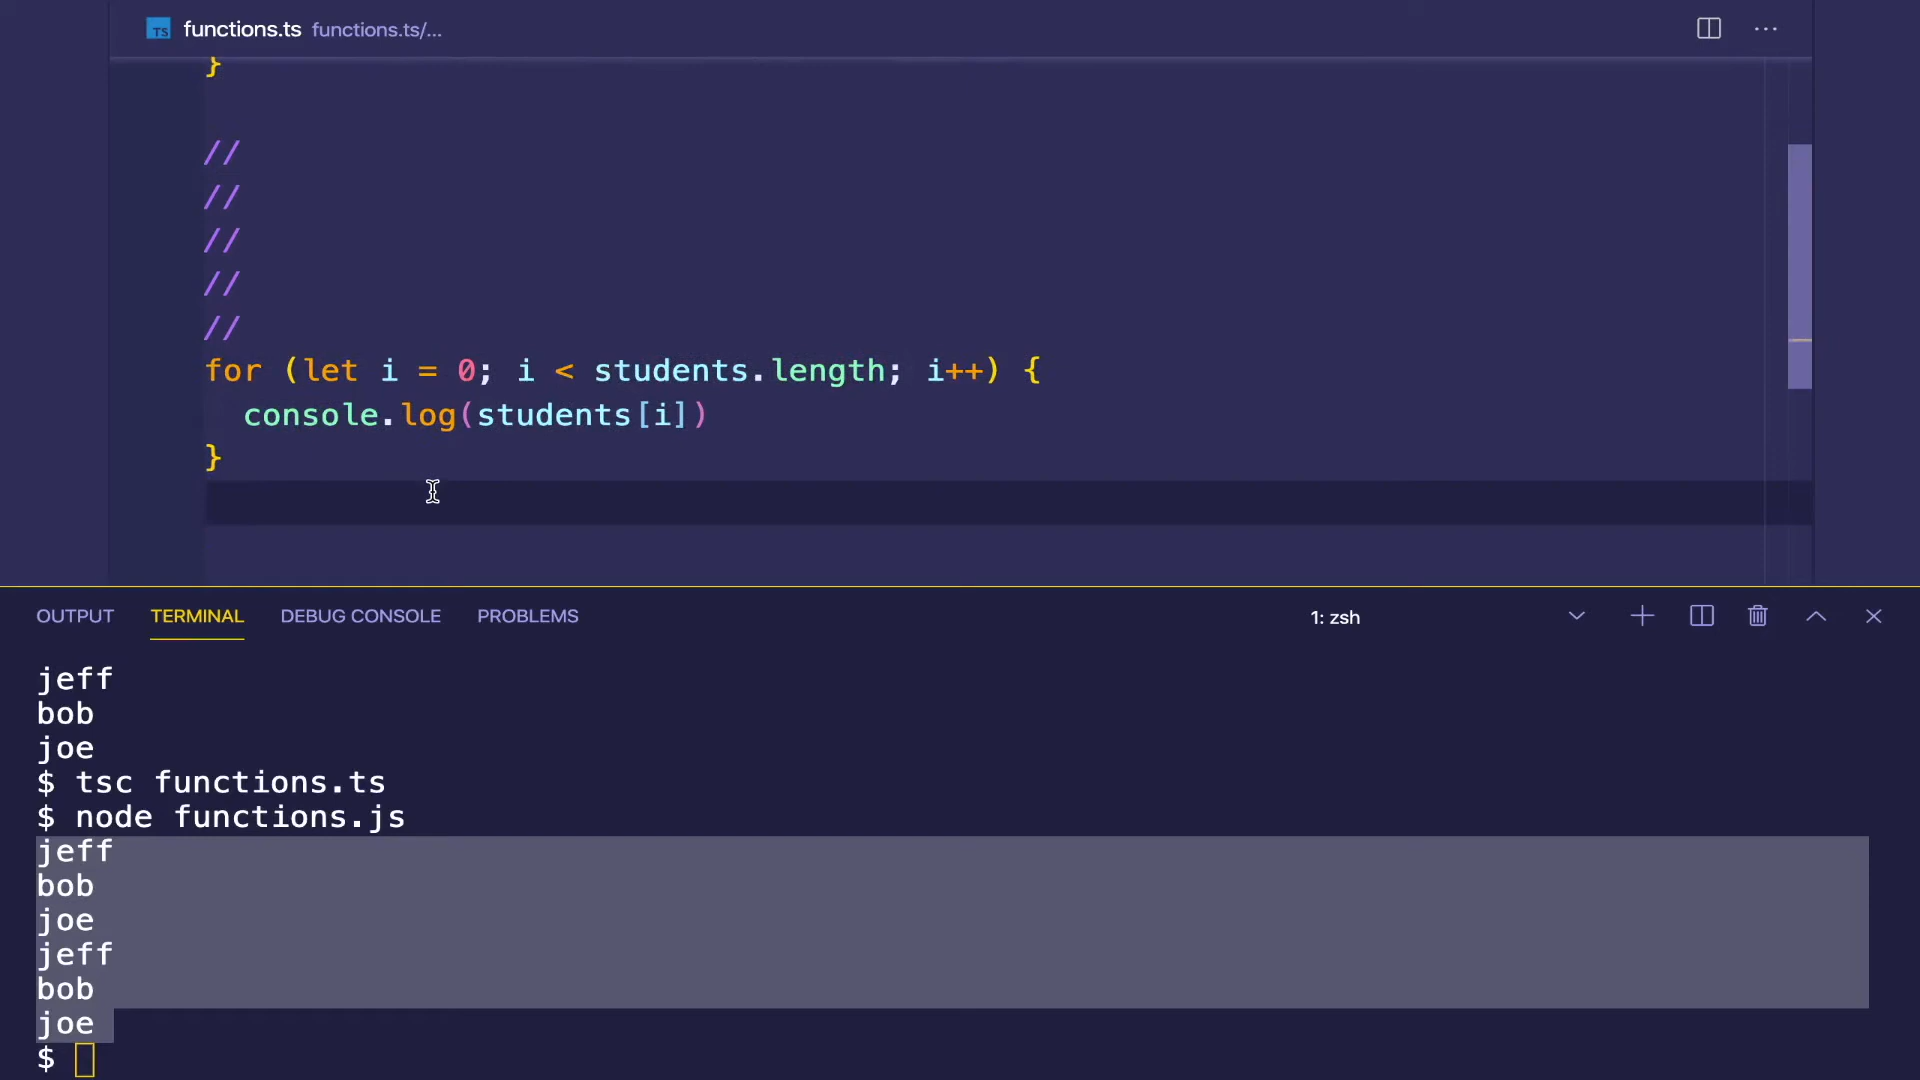 TS functions.ts functions.ts/...
}
//
//
//
//
//
for (let i = 0; i < students.length; i++) {
  console.log(students[i])
}
OUTPUT TERMINAL DEBUG CONSOLE PROBLEMS 1: zsh
jeff
bob
joe
$ tsc functions.ts
$ node functions.js
jeff
bob
joe
jeff
bob
joe
$